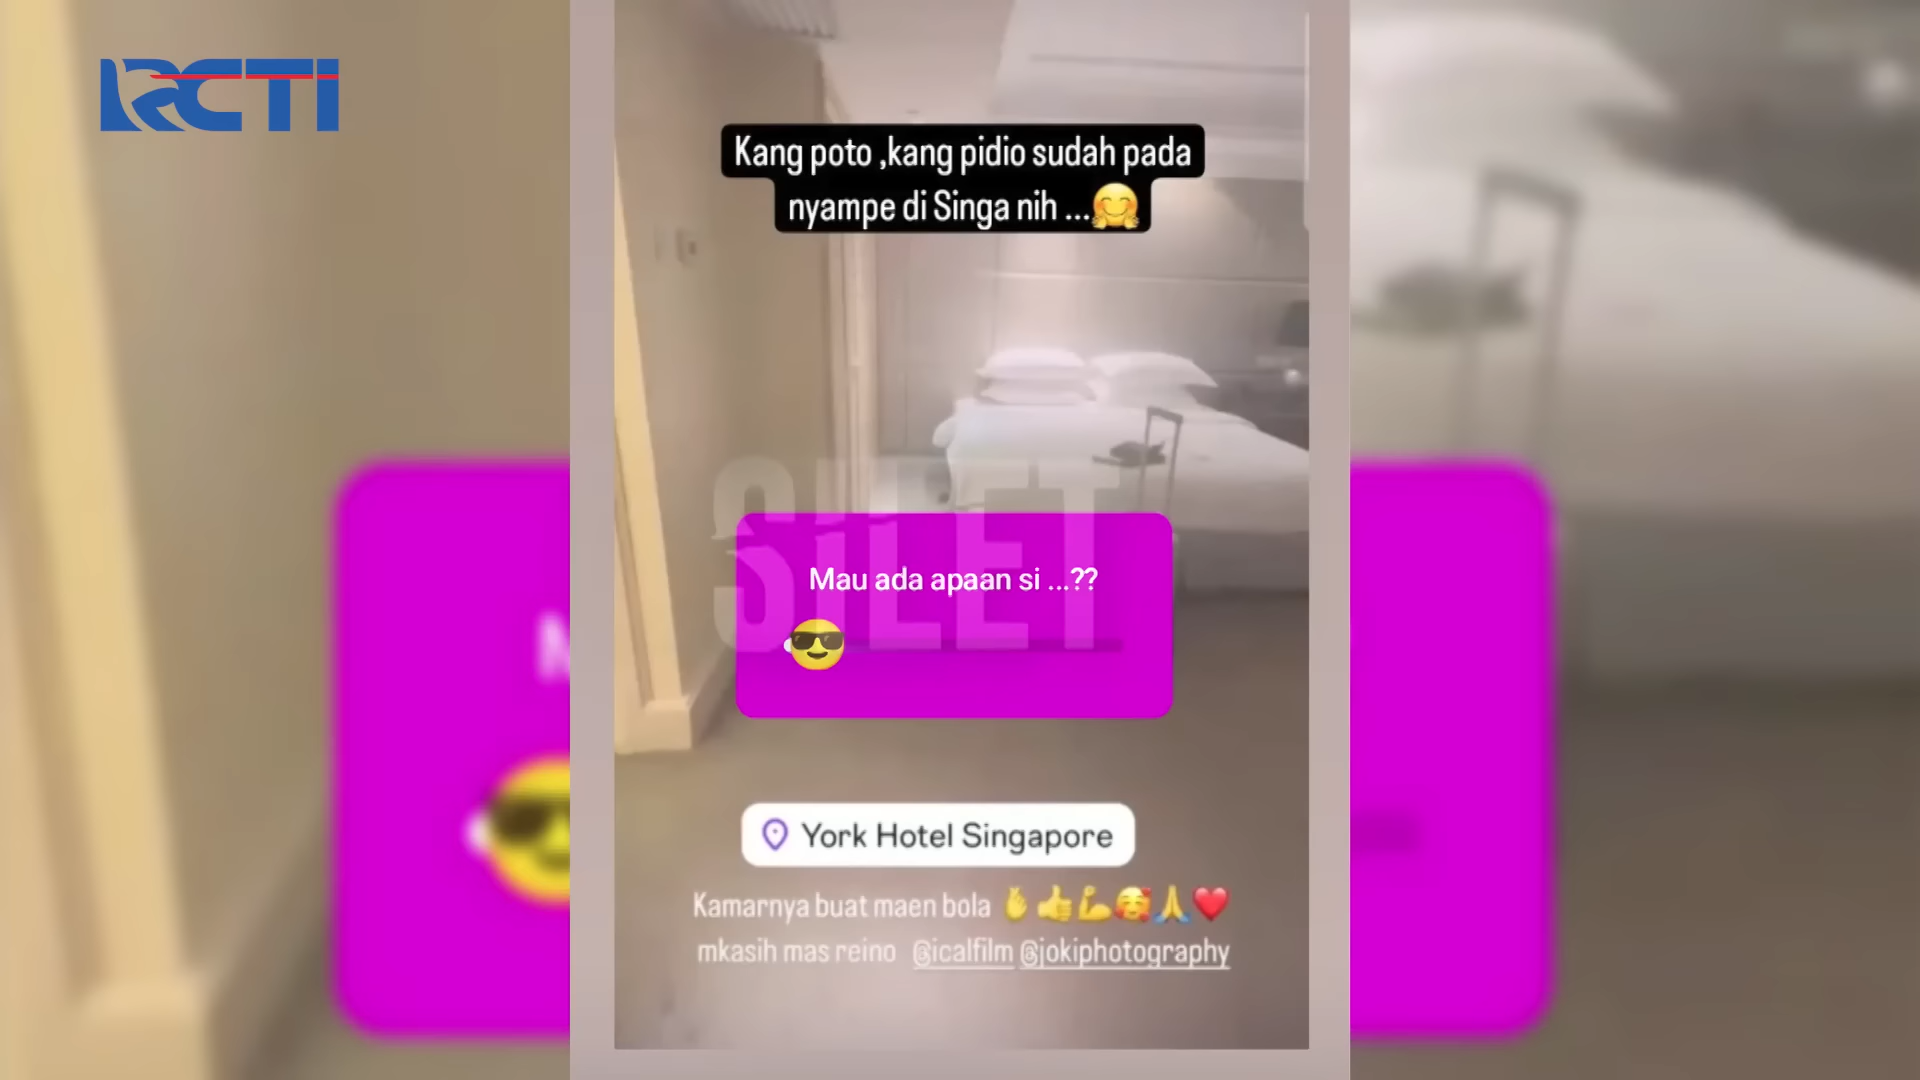 RCTI
Kang poto ,kang pidio sudah pada
nyampe di Singa nih ...🤗
SILET
Mau ada apaan si ...??
York Hotel Singapore
Kamarnya buat maen bola 🫰👍💪🥰🙏❤️
mkasih mas reino @icalfilm @jokiphotography